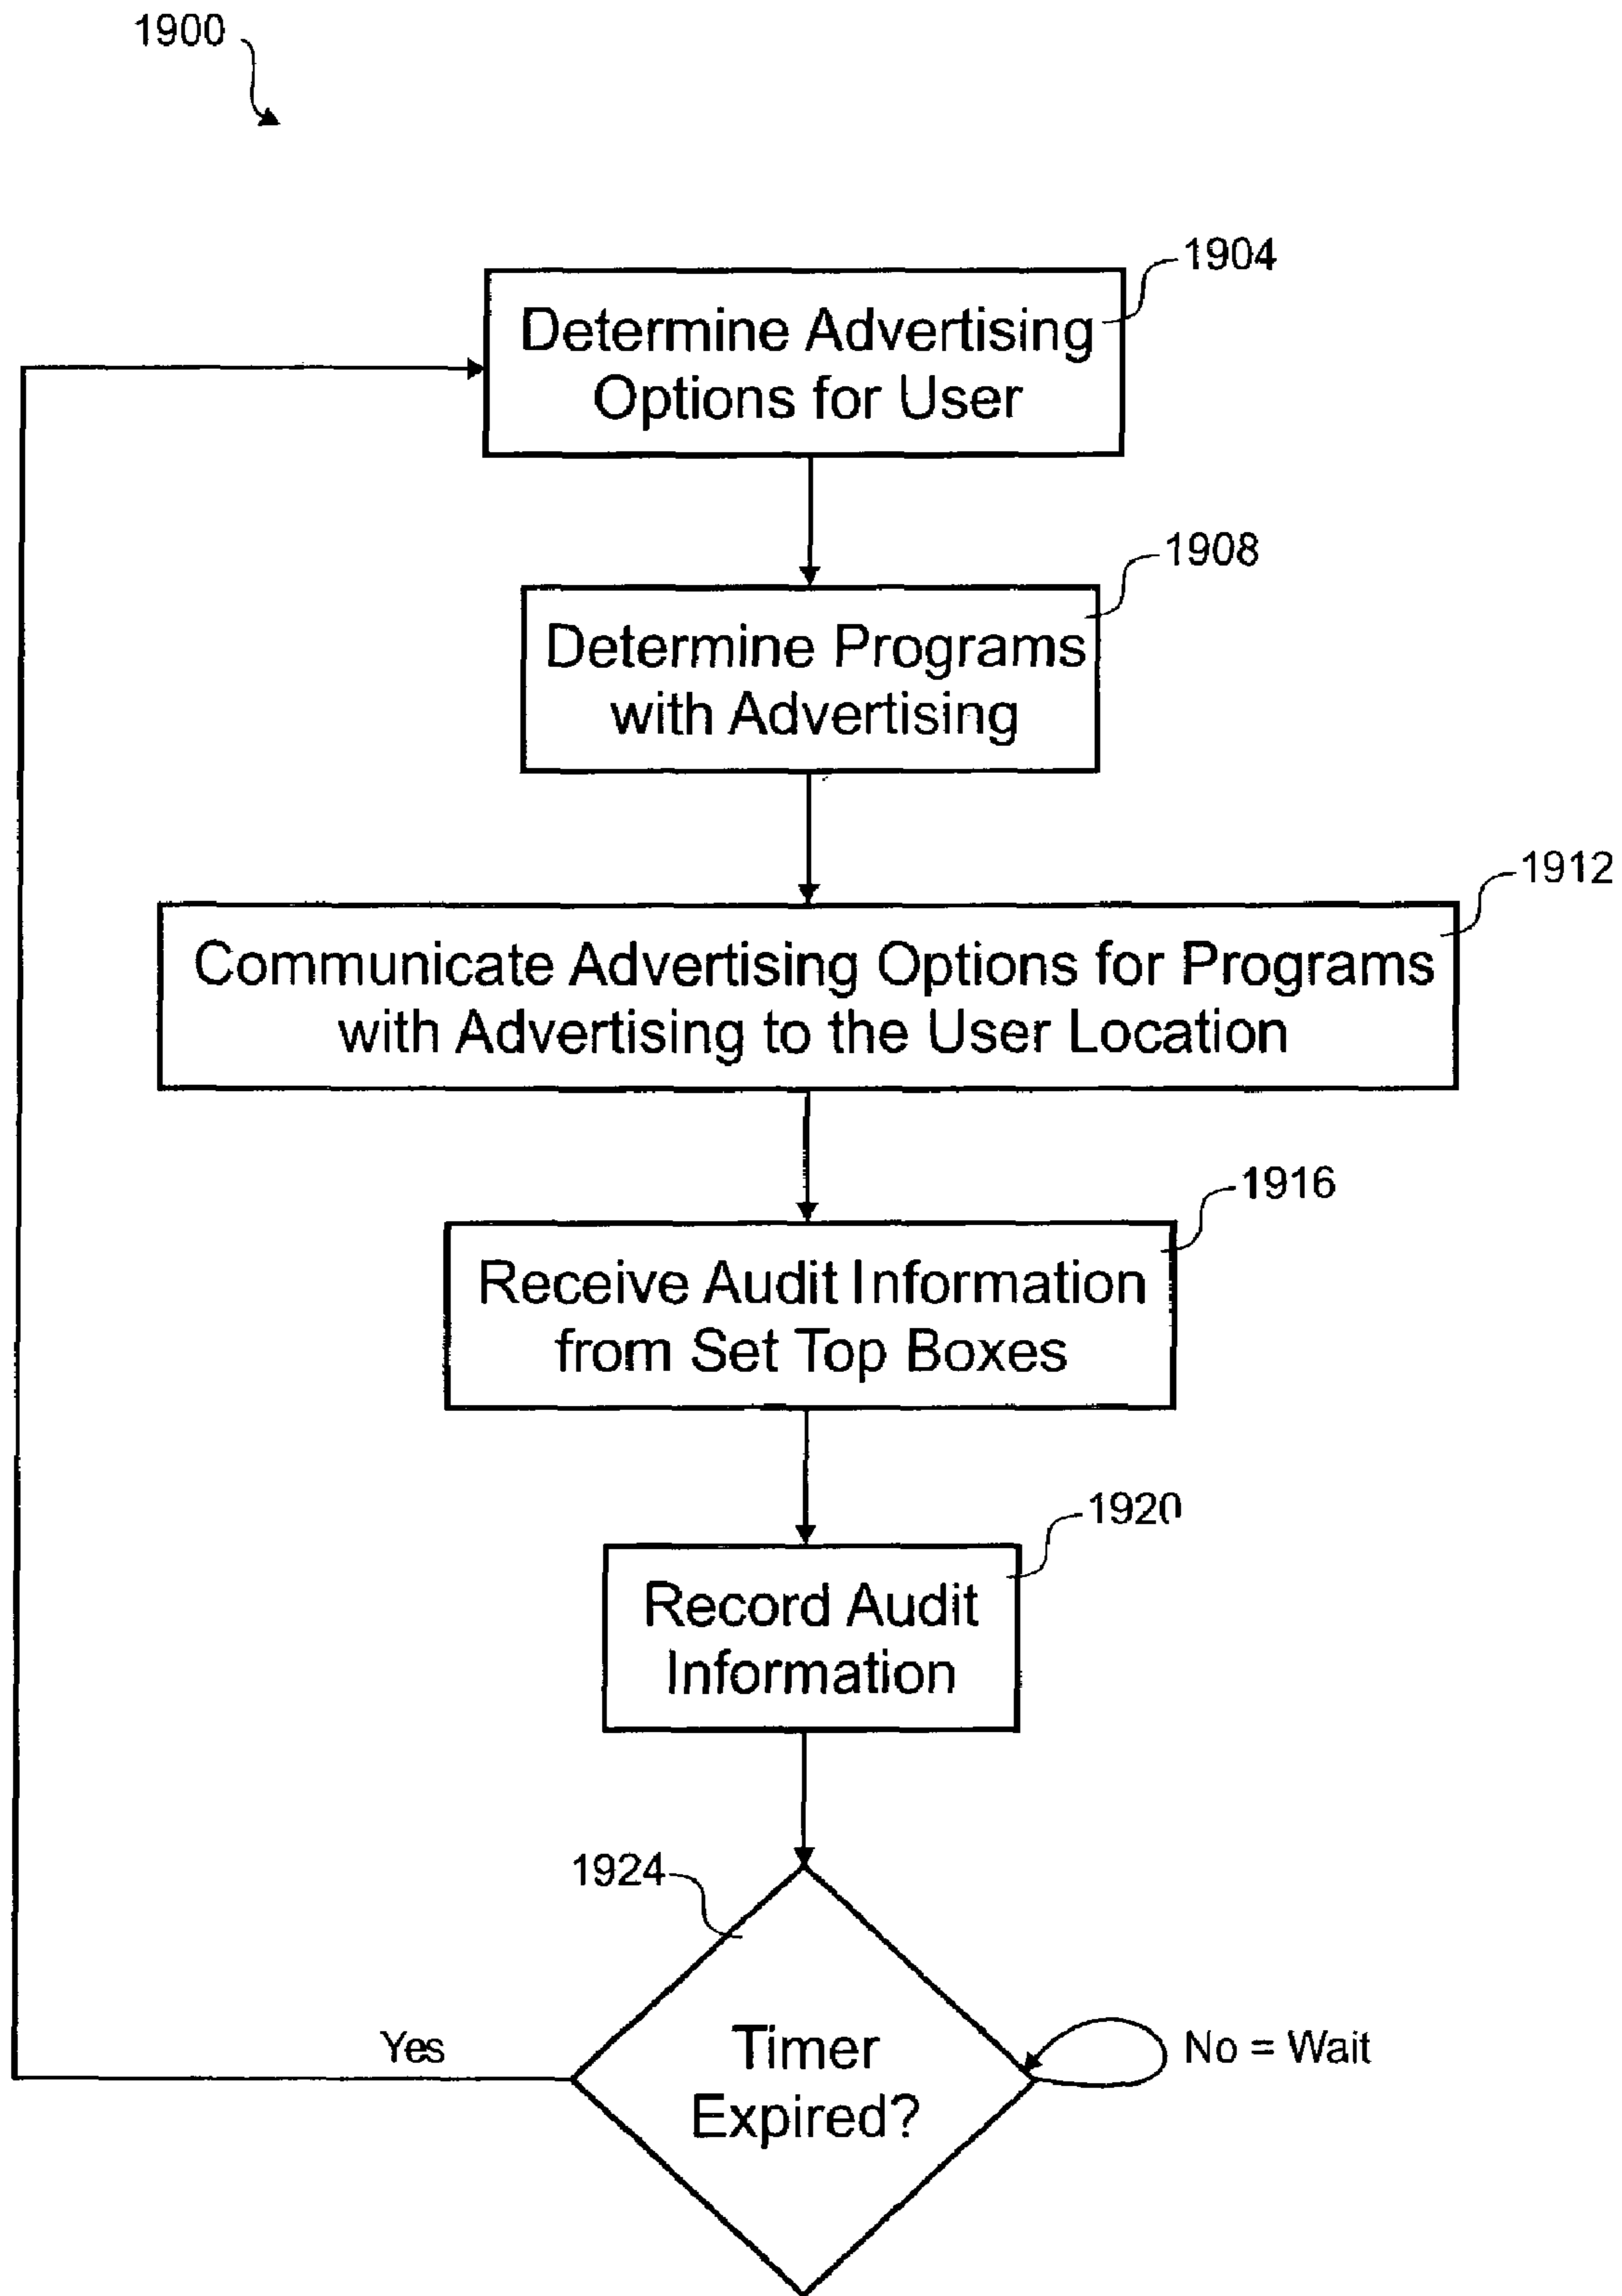 1900
1904
Determine Advertising
Options for User
1908
Determine Programs
with Advertising
1912
Communicate Advertising Options for Programs
with Advertising to the User Location
1916
Receive Audit Information
from Set Top Boxes
1920
Record Audit
Information
1924
Timer
Expired?
Yes
No = Wait